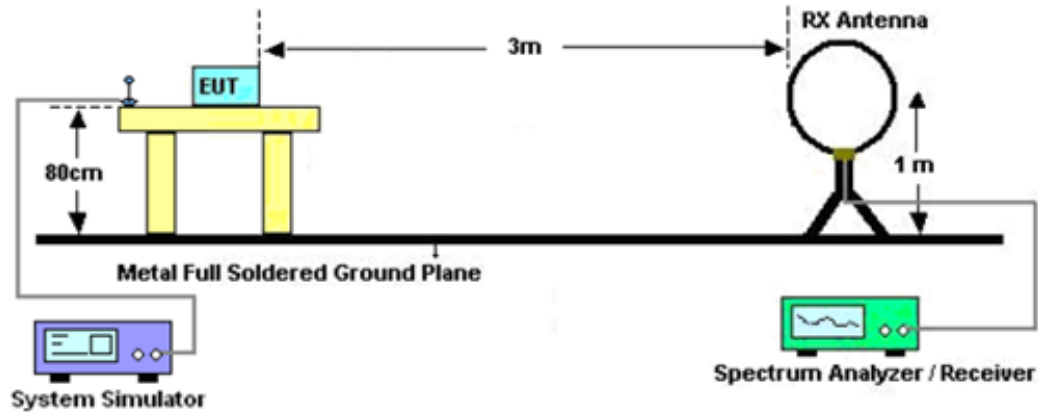 RX Antenna
3m
EUT
80cm
1 m
Metal Full Soldered Ground Plane
System Simulator
Spectrum Analyzer / Receiver